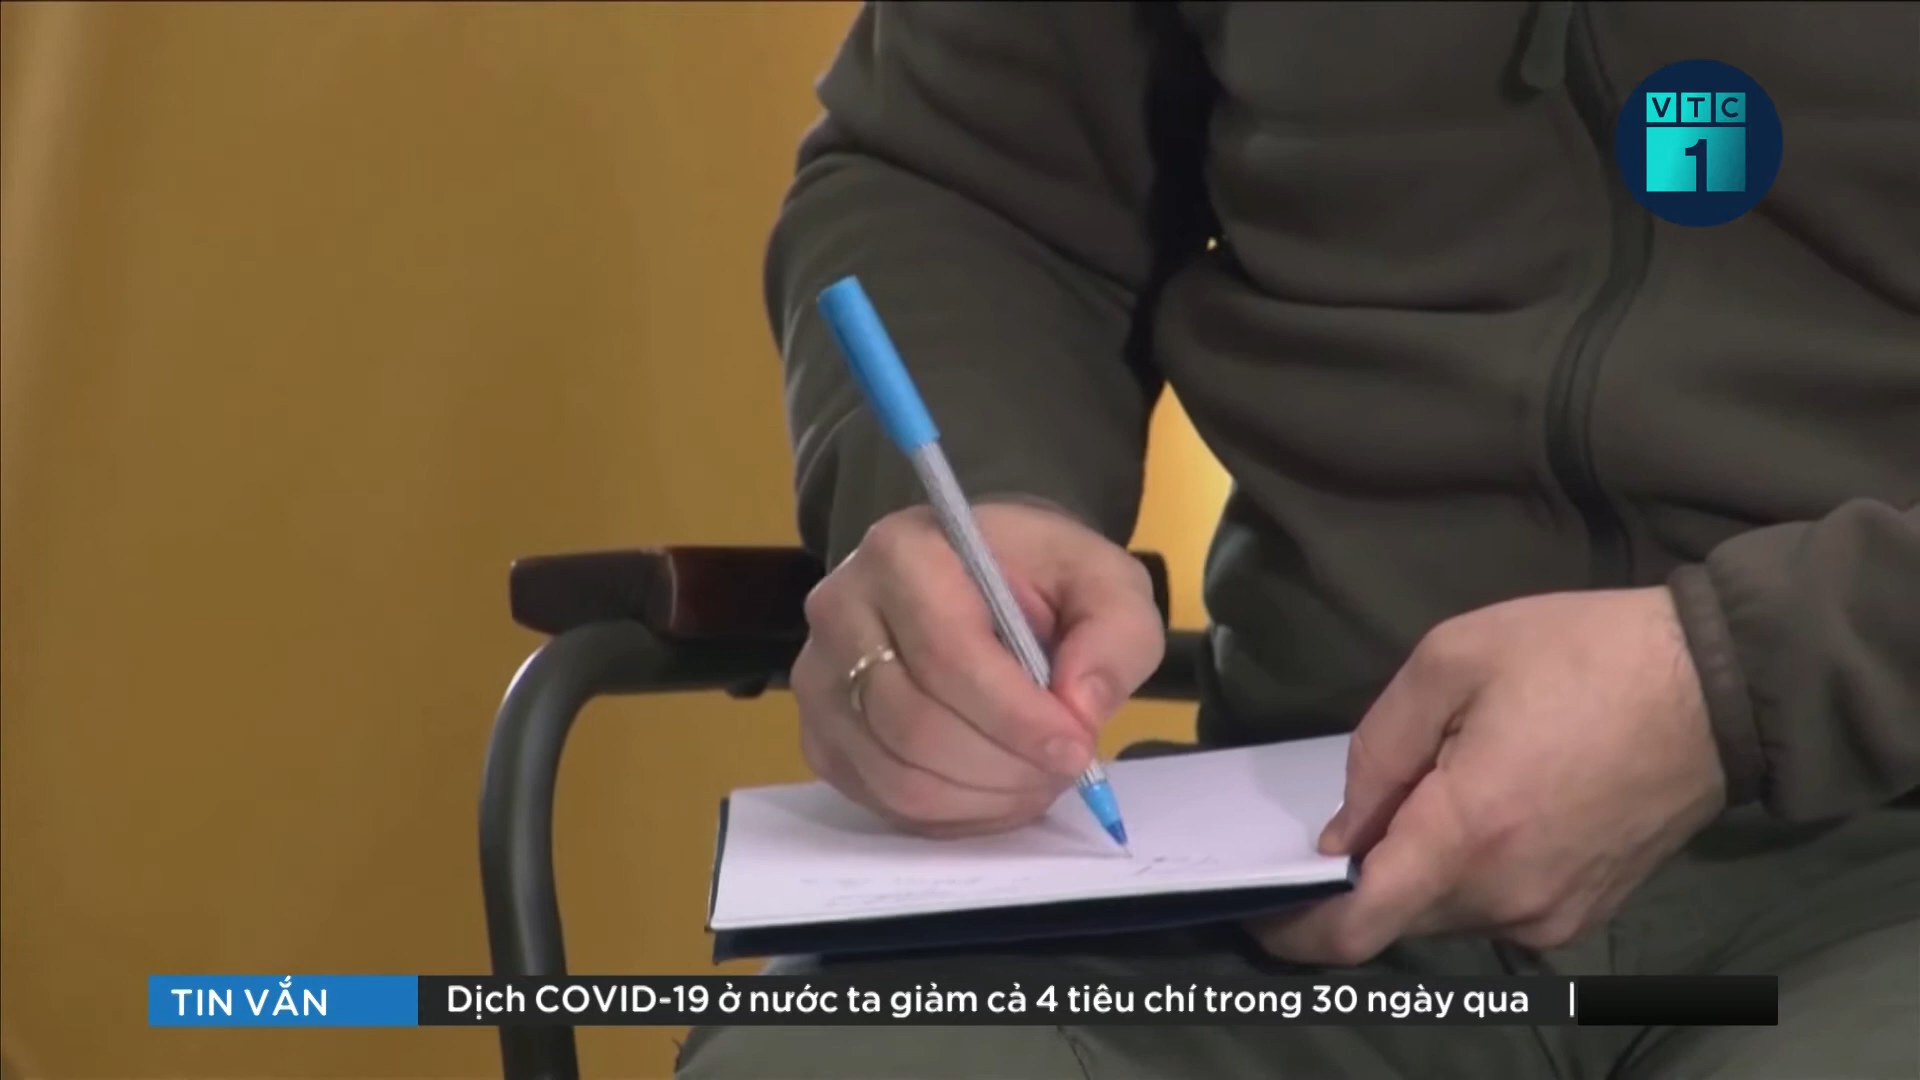 VTC
1
TIN VẮN
Dịch COVID-19 ở nước ta giảm cả 4 tiêu chí trong 30 ngày qua |